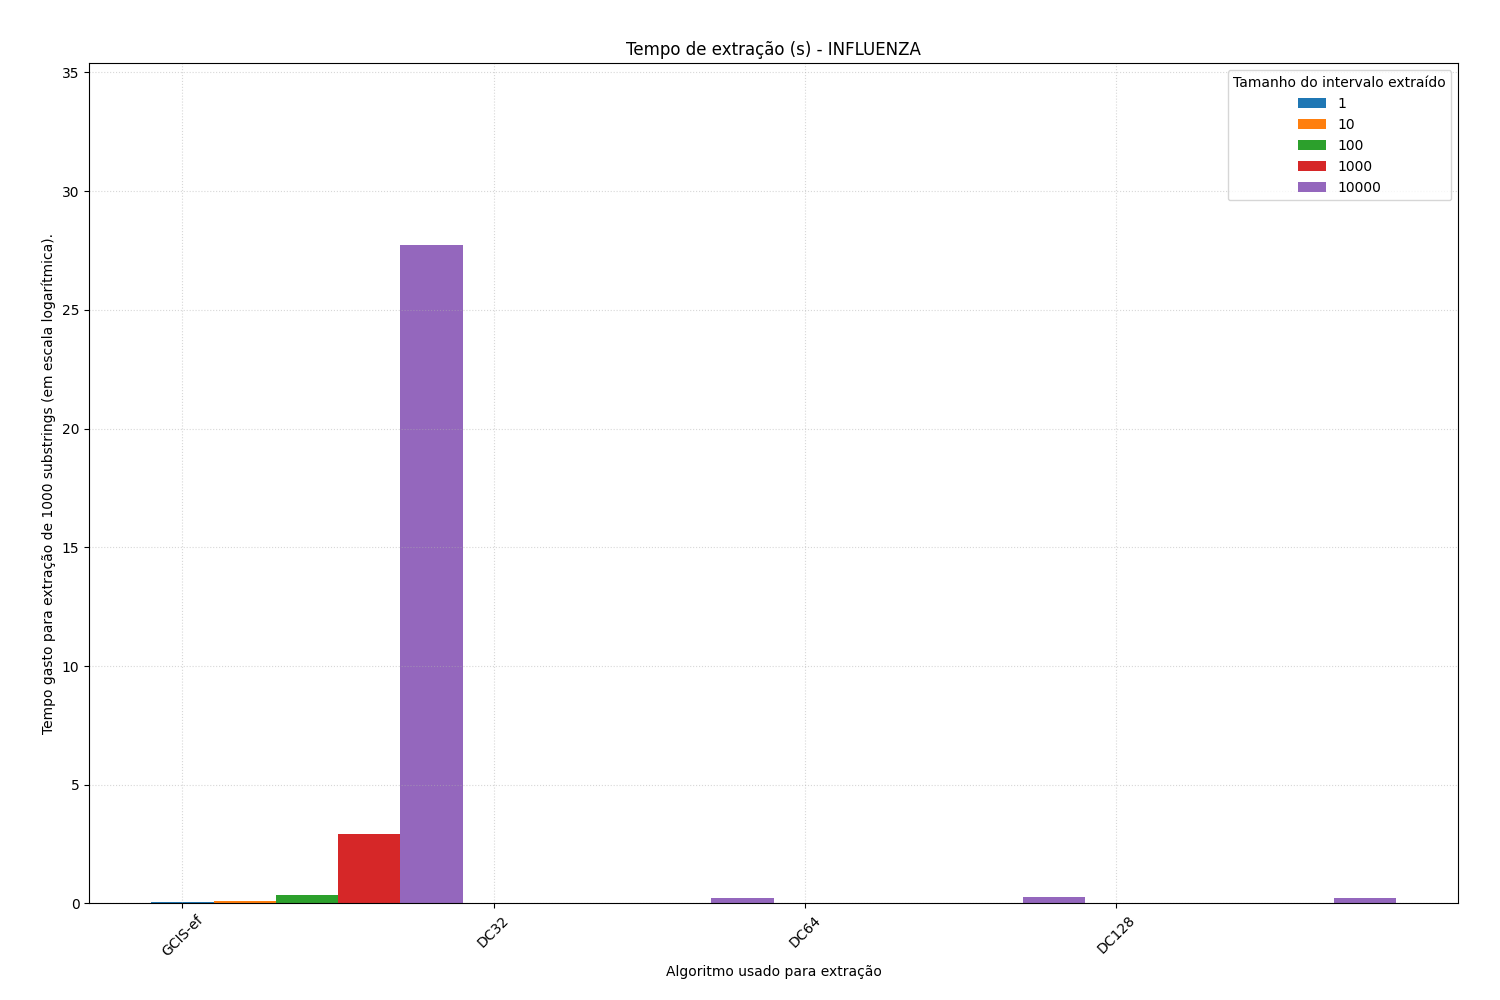 Tempo de extração (s) - INFLUENZA
Tempo gasto para extração de 1000 substrings (em escala logarítmica).
35
30
25
20
15
10
5
0
Tamanho do intervalo extraído
1
10
100
1000
10000
GCIS-ef
DC32
DC64
DC128
Algoritmo usado para extração